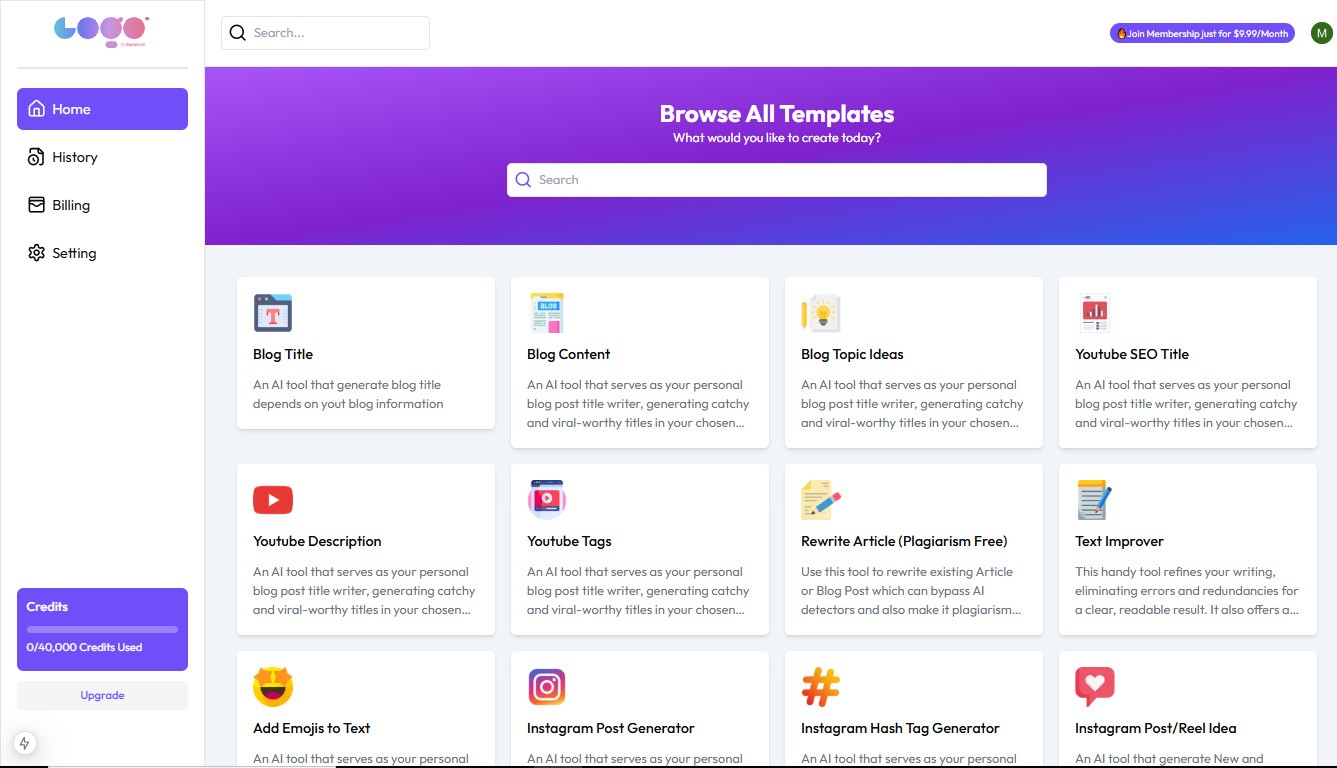 LOGO
Search...
🔥Join Membership just for $9.99/Month
M
Home
History
Billing
Setting
Browse All Templates
What would you like to create today?
Search
Blog Title
An AI tool that generate blog title
depends on yout blog information
BLOG
Blog Content
An AI tool that serves as your personal
blog post title writer, generating catchy
and viral-worthy titles in your chosen...
Blog Topic Ideas
An AI tool that serves as your personal
blog post title writer, generating catchy
and viral-worthy titles in your chosen...
Youtube SEO Title
An AI tool that serves as your personal
blog post title writer, generating catchy
and viral-worthy titles in your chosen...
Youtube Description
An AI tool that serves as your personal
blog post title writer, generating catchy
and viral-worthy titles in your chosen...
Youtube Tags
An AI tool that serves as your personal
blog post title writer, generating catchy
and viral-worthy titles in your chosen...
Rewrite Article (Plagiarism Free)
Use this tool to rewrite existing Article
or Blog Post which can bypass AI
detectors and also make it plagiarism...
Text Improver
This handy tool refines your writing,
eliminating errors and redundancies for
a clear, readable result. It also offers a...
Add Emojis to Text
An AI tool that serves as your personal
Instagram Post Generator
An AI tool that serves as your personal
Instagram Hash Tag Generator
An AI tool that serves as your personal
Instagram Post/Reel Idea
An AI tool that generate New and
Credits
0/40,000 Credits Used
Upgrade